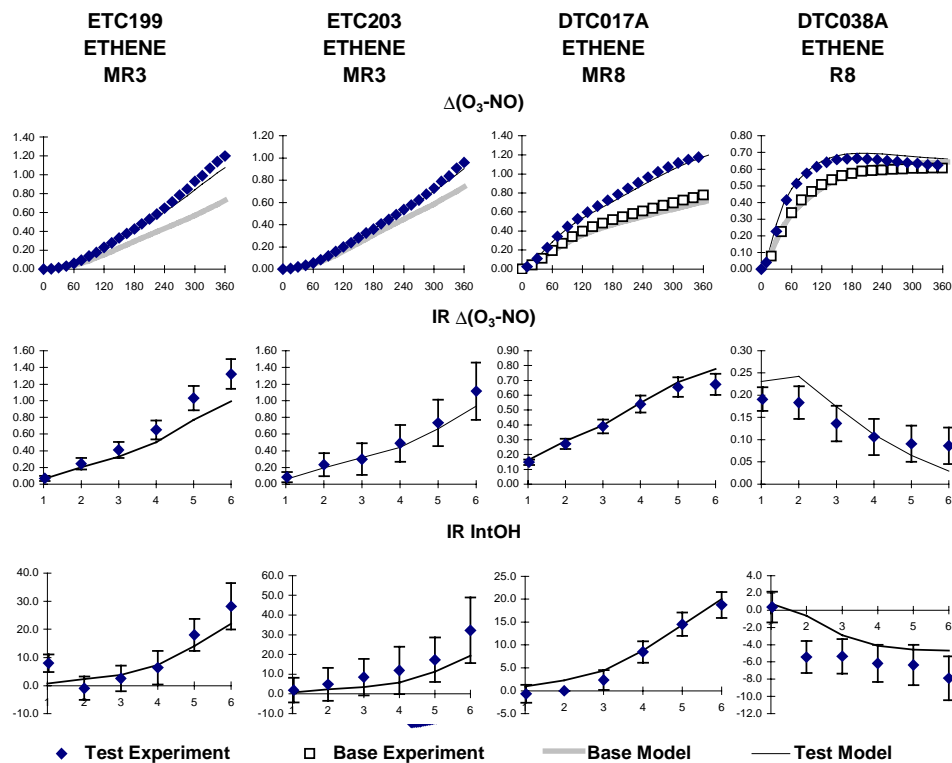 ETC199 ETC203 DTC017A DTC038A
ETHENE ETHENE ETHENE ETHENE
MR3 MR3 MR8 R8
Δ(O₃-NO)
1.40 1.20 1.40 0.80
1.20 1.00 1.20 0.70
1.00 0.80 1.00 0.60
0.80 0.60 0.80 0.50
0.60 0.40 0.60 0.40
0.40 0.20 0.40 0.30
0.20 0.00 0.20 0.20
0.00 0.00 0.10
0.00
0 60 120 180 240 300 360 0 60 120 180 240 300 360 0 60 120 180 240 300 360 0 60 120 180 240 300 360
IR Δ(O₃-NO)
1.60 1.60 0.90 0.30
1.40 1.40 0.80 0.25
1.20 1.20 0.70 0.20
1.00 1.00 0.60 0.15
0.80 0.80 0.50 0.10
0.60 0.60 0.40 0.05
0.40 0.40 0.30 0.00
0.20 0.20 0.20
0.00 0.00 0.10
0.00
1 2 3 4 5 6 1 2 3 4 5 6 1 2 3 4 5 6 1 2 3 4 5 6
IR IntOH
40.0 60.0 25.0 4.0
30.0 50.0 20.0 2.0
20.0 40.0 15.0 0.0
10.0 30.0 10.0 -2.0
0.0 20.0 5.0 -4.0
-10.0 10.0 0.0 -6.0
0.0 -5.0 -8.0
-10.0 -10.0
-12.0
1 2 3 4 5 6 1 2 3 4 5 6 1 2 3 4 5 6 1 2 3 4 5 6
Test Experiment Base Experiment Base Model Test Model